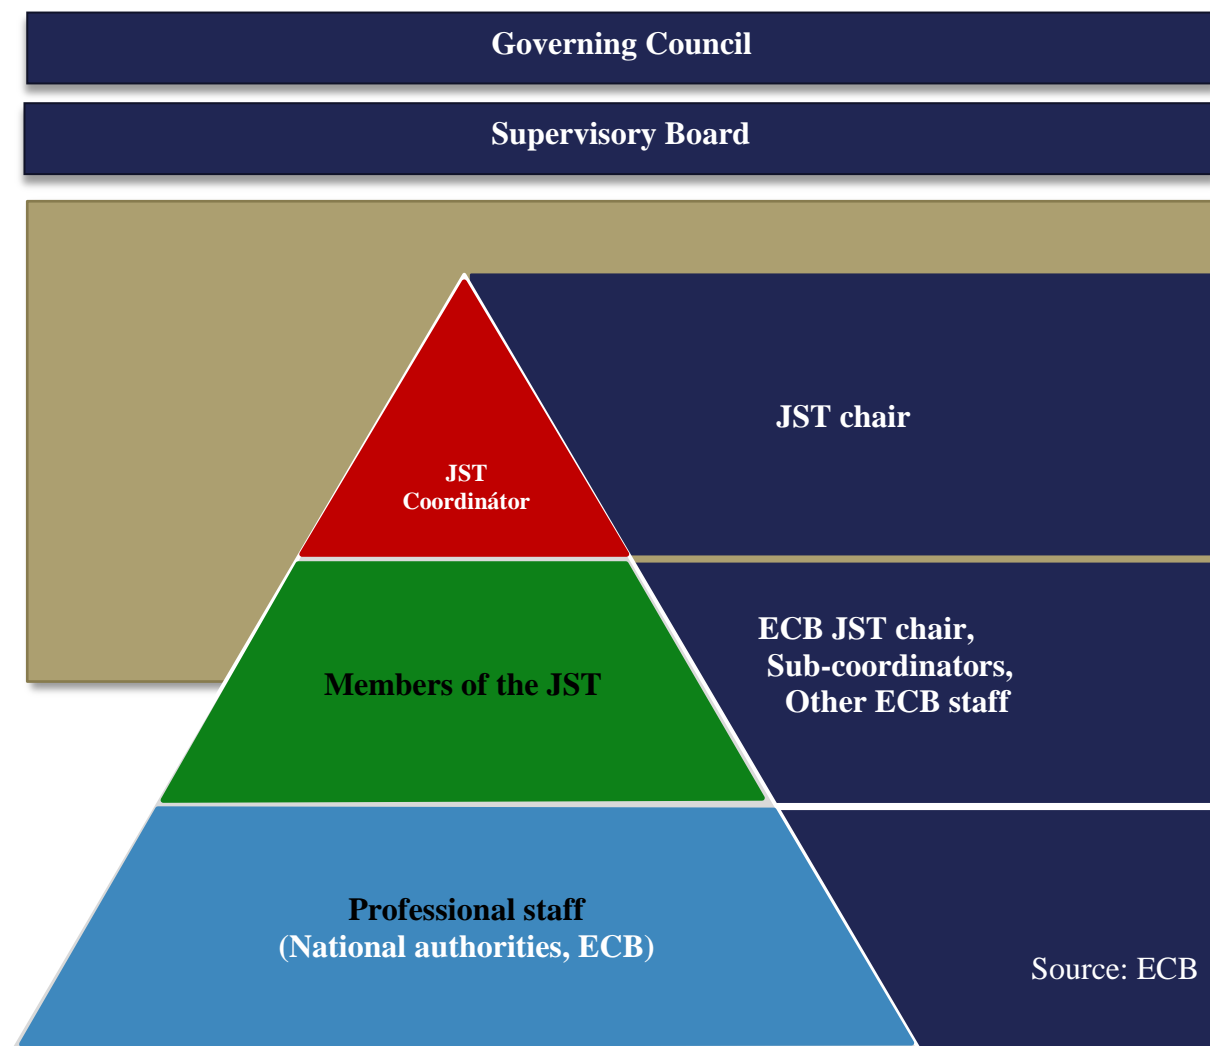 Governing Council
Supervisory Board
JST chair
JST
Coordinátor
ECB JST chair,
Sub-coordinators,
Other ECB staff
Members of the JST
Professional staff
(National authorities, ECB)
Source: ECB